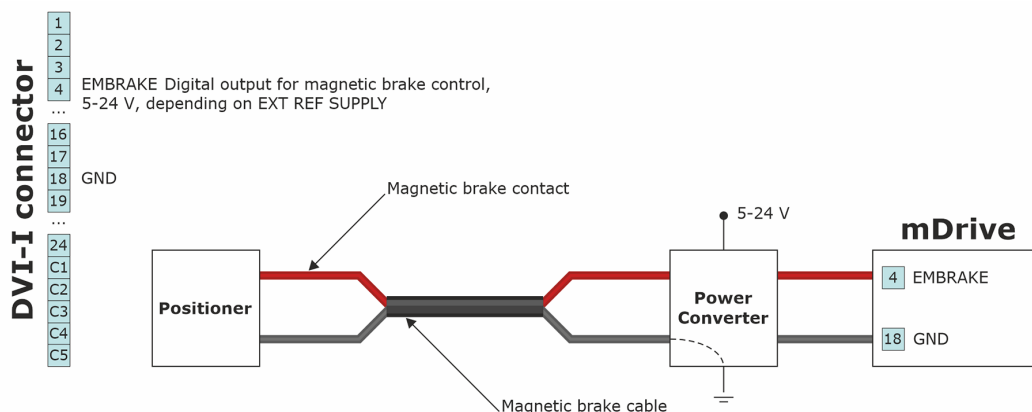 DVI-I connector
1
2
3
4
EMBRAKE Digital output for magnetic brake control,
5-24 V, depending on EXT REF SUPPLY
...
16
17
18
GND
19
...
24
C1
C2
C3
C4
C5
Magnetic brake contact
5-24 V
mDrive
Positioner
Power
Converter
4 EMBRAKE
18 GND
Magnetic brake cable